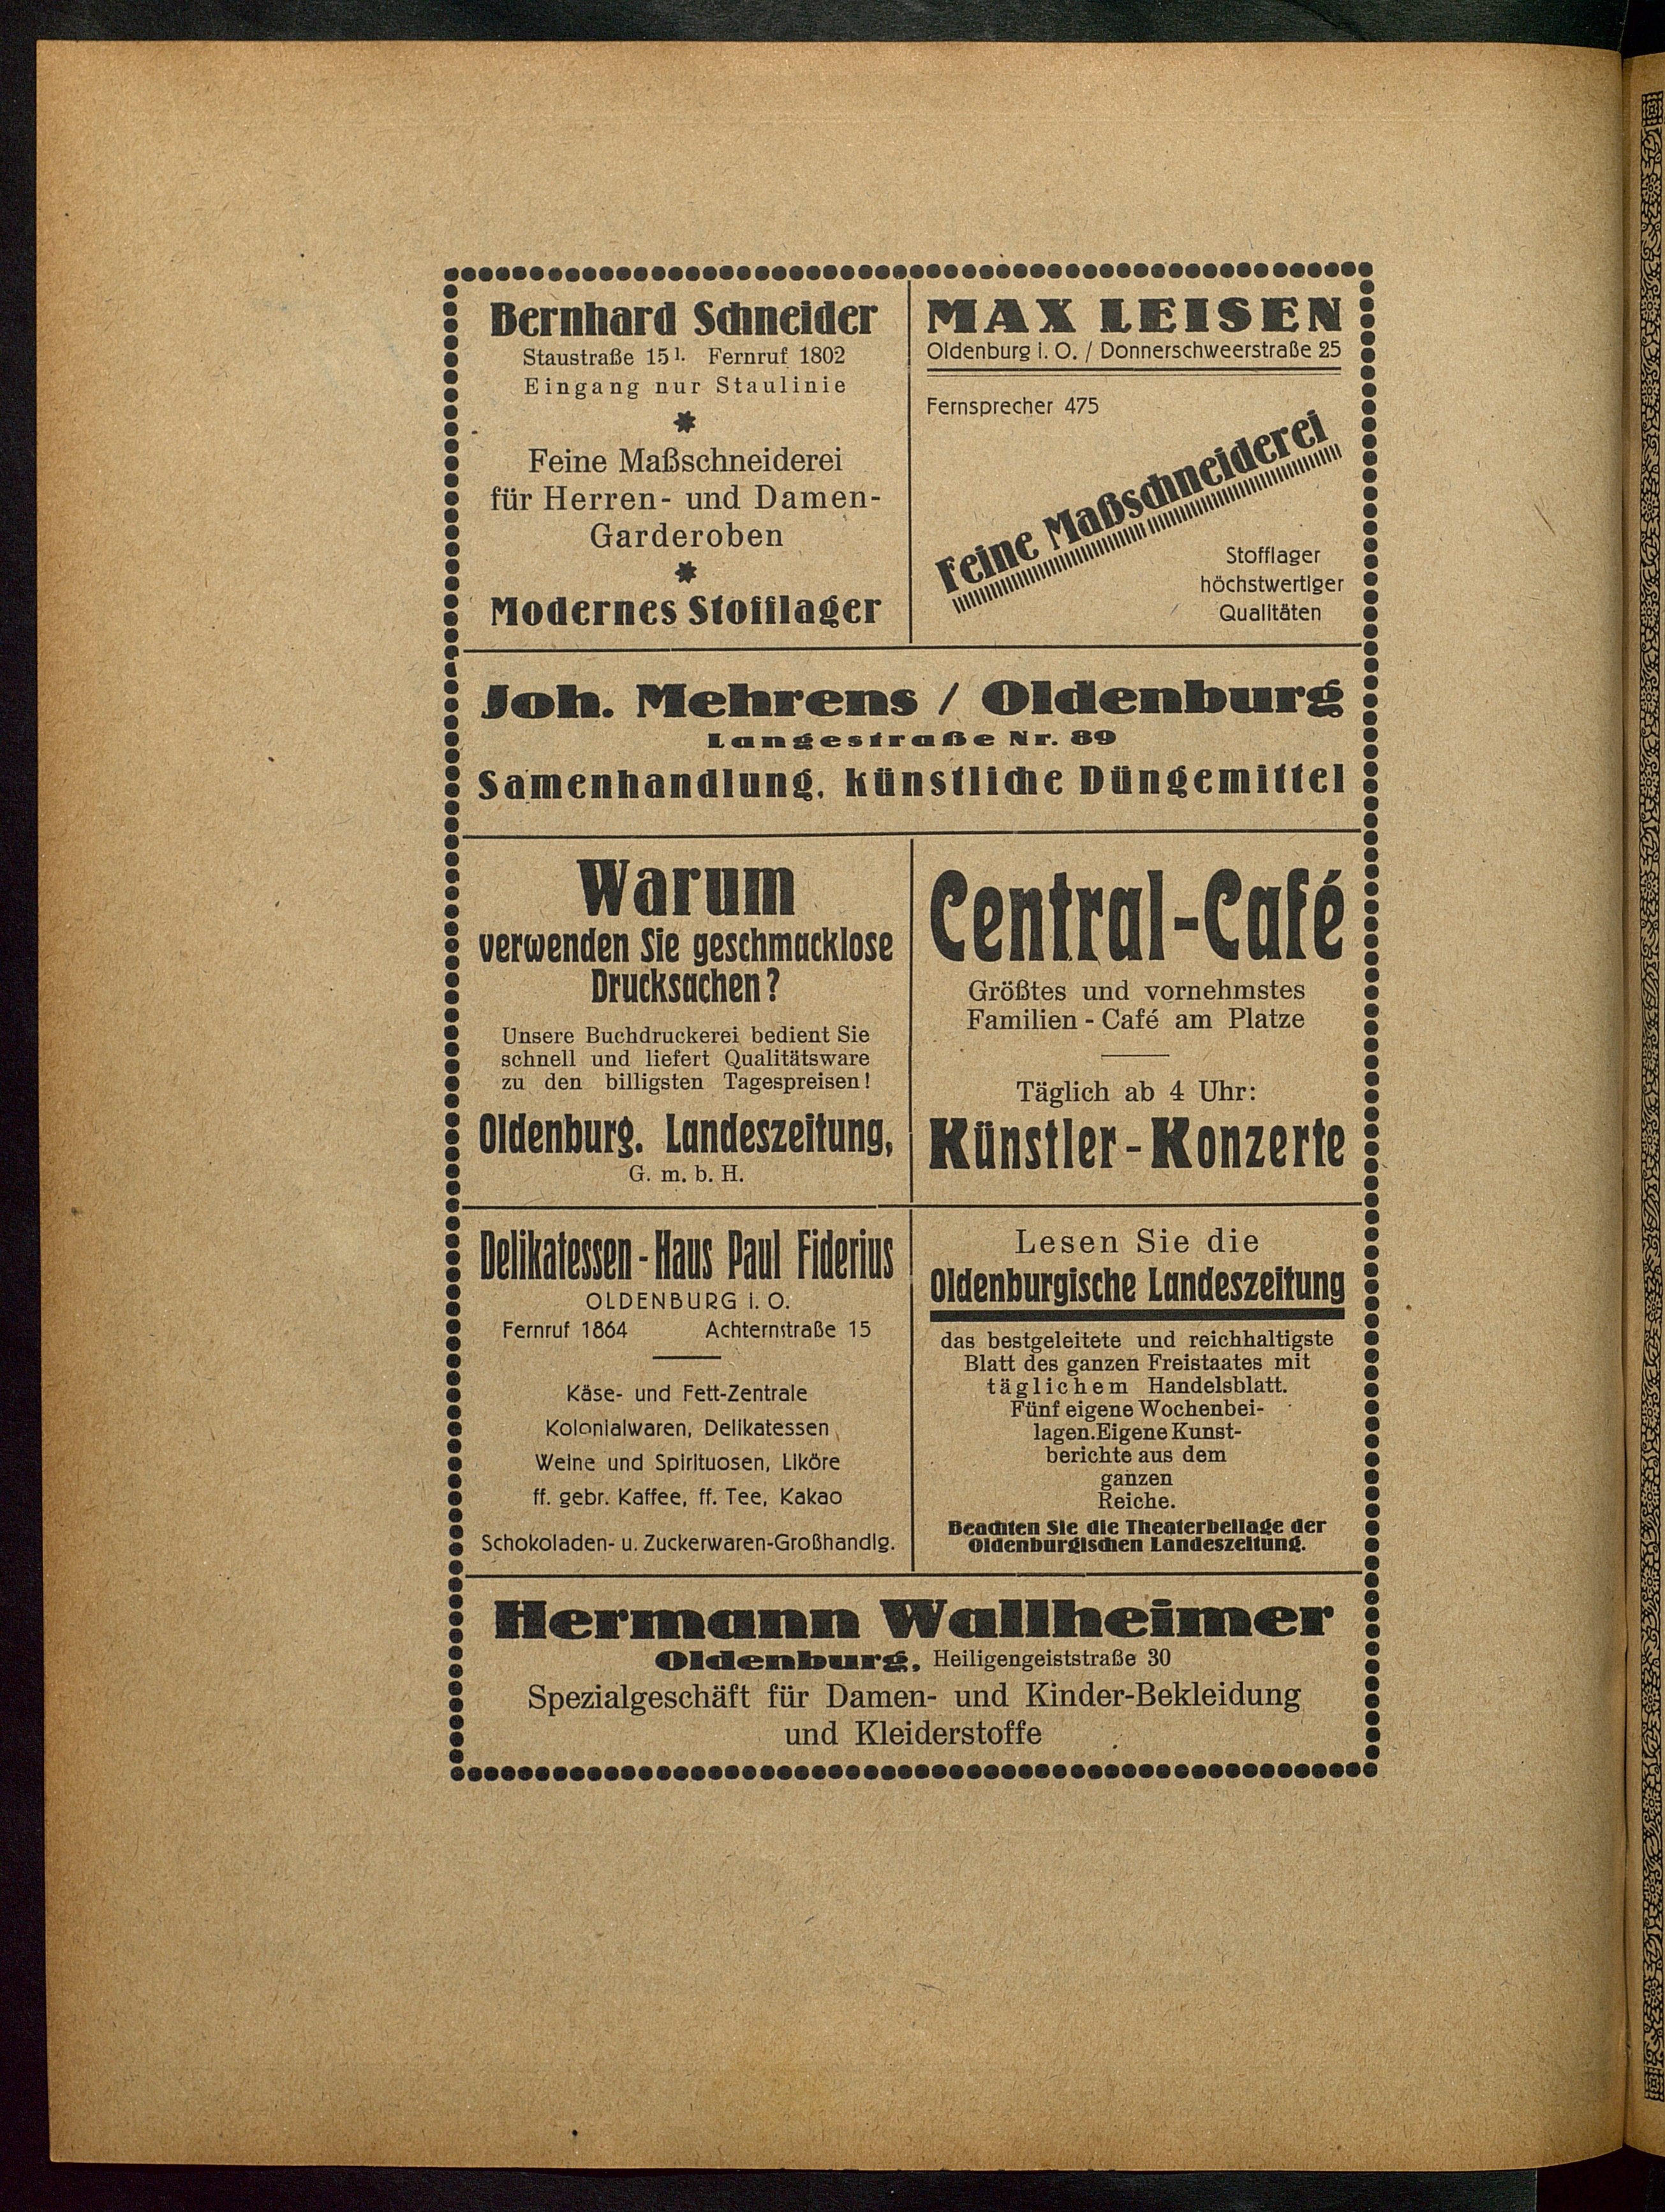 Bernhard Schneider
Staustraße 15 I. Fernruf 1802
Eingang nur Staulinie
Feine Maßschneiderei
für Herren- und Damen-
Garderoben
Modernes Stofflager
MAX LEISEN
Oldenburg i. O. / Donnerschweerstraße 25
Fernsprecher 475
Feine Maßschneiderei
Stofflager
höchstwertiger
Qualitäten
Joh. Mehrens / Oldenburg
Langestraße Nr. 89
Samenhandlung, künstliche Düngemittel
Warum
verwenden Sie geschmacklose
Drucksachen?
Unsere Buchdruckerei bedient Sie
schnell und liefert Qualitätsware
zu den billigsten Tagespreisen!
Oldenburg. Landeszeitung,
G. m. b. H.
Central-Café
Größtes und vornehmstes
Familien-Café am Platze
Täglich ab 4 Uhr:
Künstler-Konzerte
Delikatessen-Haus Paul Fiderius
OLDENBURG i. O.
Fernruf 1864 Achternstraße 15
Käse- und Fett-Zentrale
Kolonialwaren, Delikatessen
Weine und Spirituosen, Liköre
ff. gebr. Kaffee, ff. Tee, Kakao
Schokoladen- u. Zuckerwaren-Großhandlg.
Lesen Sie die
Oldenburgische Landeszeitung
das bestgeleitete und reichhaltigste
Blatt des ganzen Freistaates mit
täglichem Handelsblatt.
Fünf eigene Wochenbei-
lagen. Eigene Kunst-
berichte aus dem
ganzen
Reiche.
Beachten Sie die Theaterbeilage der
Oldenburgischen Landeszeitung.
Hermann Wallheimer
Oldenburg, Heiligengeiststraße 30
Spezialgeschäft für Damen- und Kinder-Bekleidung
und Kleiderstoffe